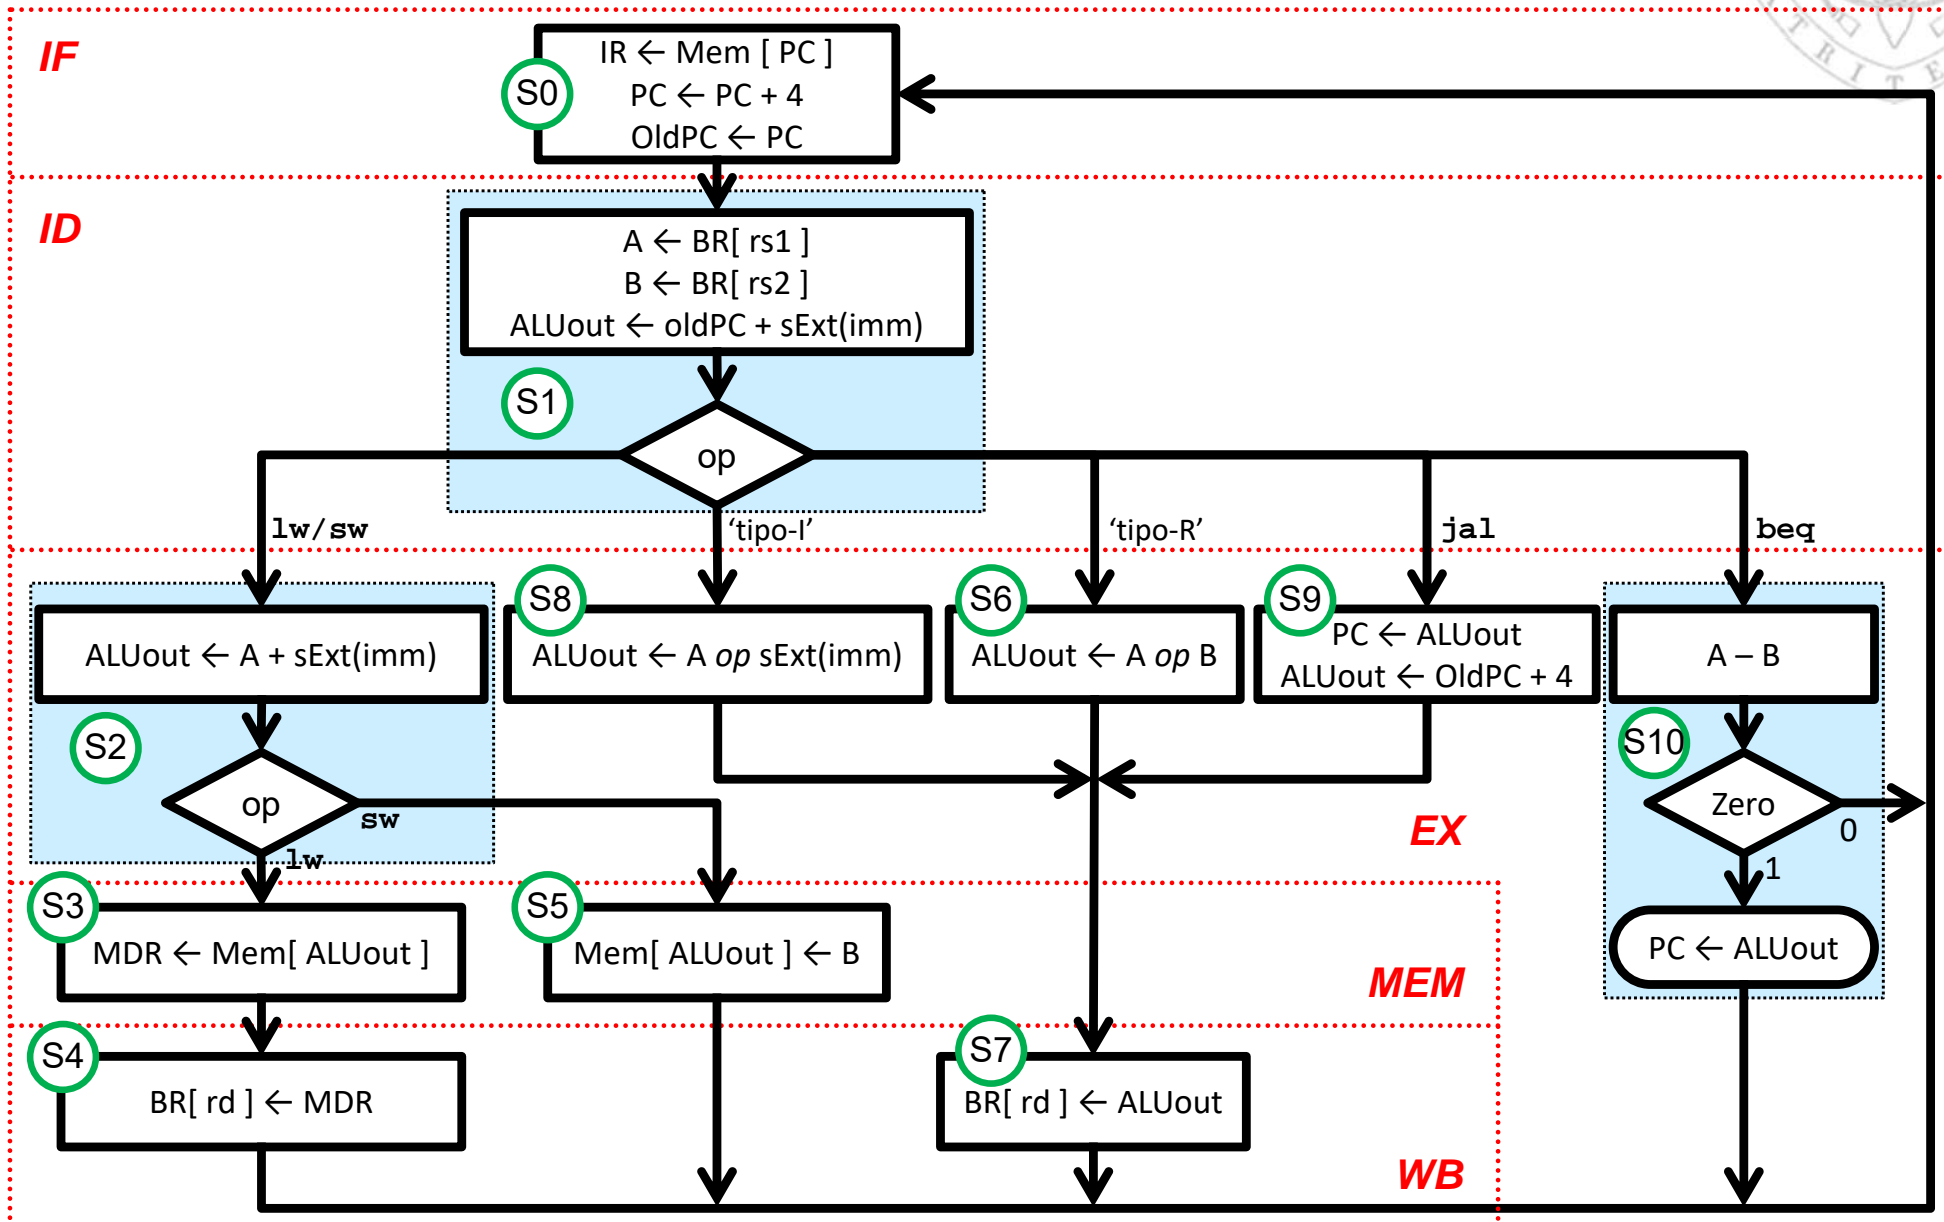 IF
S0
IR ← Mem [ PC ]
PC ← PC + 4
OldPC ← PC
ID
A ← BR[ rs1 ]
B ← BR[ rs2 ]
ALUout ← oldPC + sExt(imm)
S1
op
lw/sw
‘tipo-I’
‘tipo-R’
jal
beq
S8
S6
S9
ALUout ← A + sExt(imm)
ALUout ← A op sExt(imm)
ALUout ← A op B
PC ← ALUout
ALUout ← OldPC + 4
A – B
S2
S10
op
sw
lw
Zero
0
1
EX
S3
S5
MDR ← Mem[ ALUout ]
Mem[ ALUout ] ← B
PC ← ALUout
MEM
S4
S7
BR[ rd ] ← MDR
BR[ rd ] ← ALUout
WB